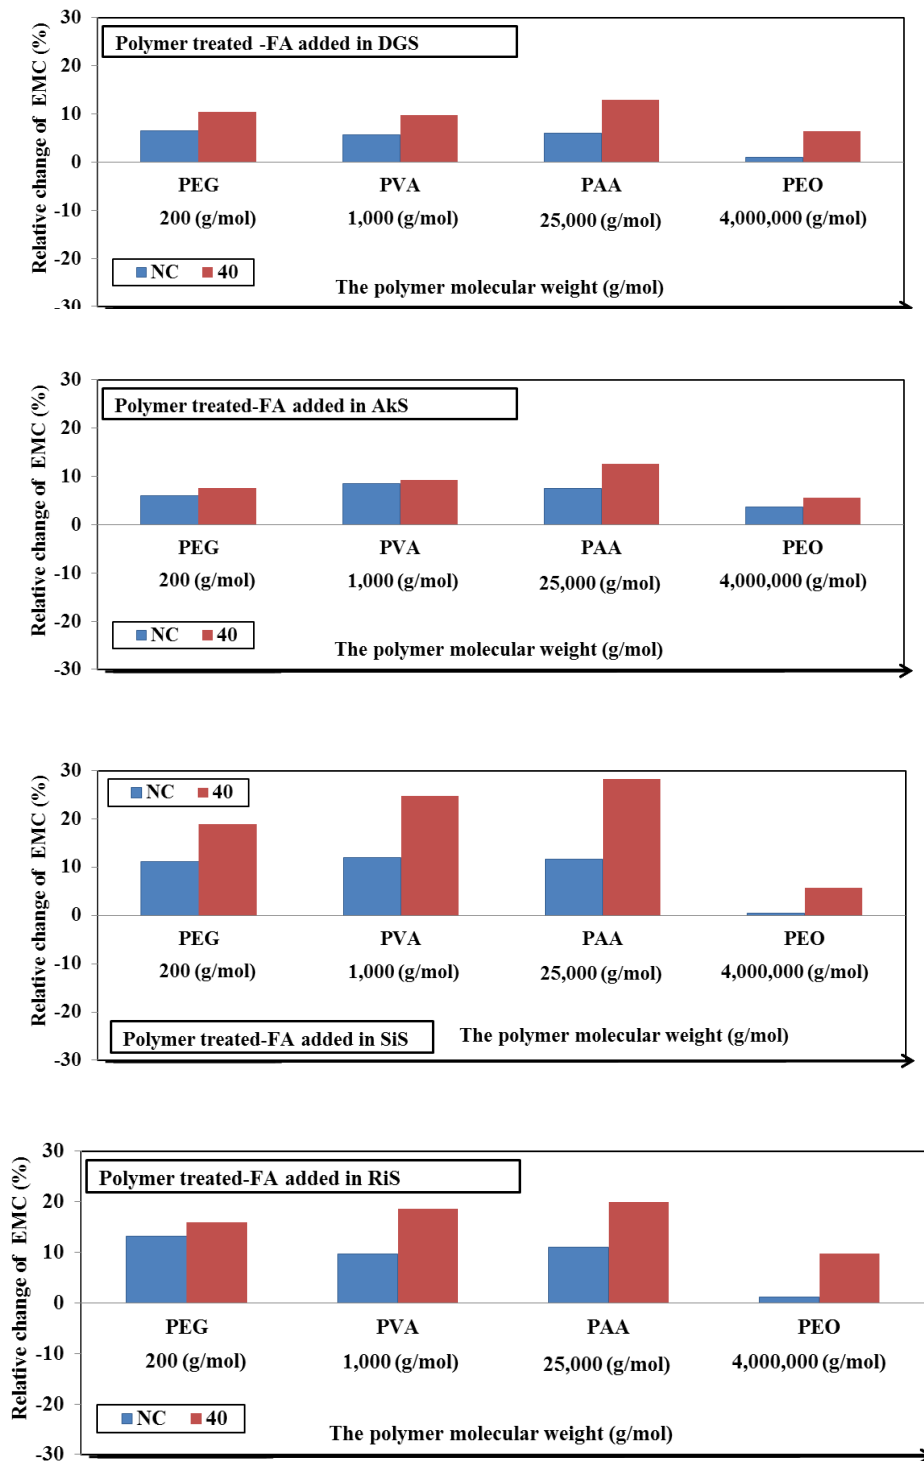 Relative change of EMC (%)
30
20
10
0
-10
-20
-30
Polymer treated -FA added in DGS
PEG PVA PAA PEO
200 (g/mol) 1,000 (g/mol) 25,000 (g/mol) 4,000,000 (g/mol)
NC 40
The polymer molecular weight (g/mol)
Relative change of EMC (%)
30
20
10
0
-10
-20
-30
Polymer treated-FA added in AkS
PEG PVA PAA PEO
200 (g/mol) 1,000 (g/mol) 25,000 (g/mol) 4,000,000 (g/mol)
NC 40
The polymer molecular weight (g/mol)
Relative change of EMC (%)
30
20
10
0
-10
-20
-30
NC 40
PEG PVA PAA PEO
200 (g/mol) 1,000 (g/mol) 25,000 (g/mol) 4,000,000 (g/mol)
Polymer treated-FA added in SiS
The polymer molecular weight (g/mol)
Relative change of EMC (%)
30
20
10
0
-10
-20
-30
Polymer treated-FA added in RiS
PEG PVA PAA PEO
200 (g/mol) 1,000 (g/mol) 25,000 (g/mol) 4,000,000 (g/mol)
NC 40
The polymer molecular weight (g/mol)